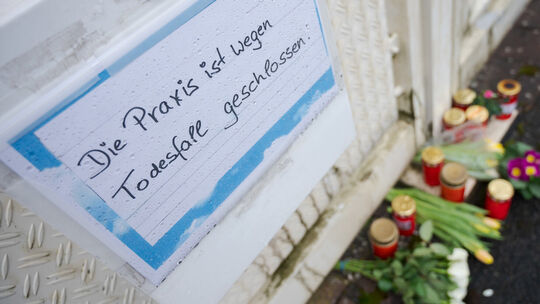 Die Praxis ist wegen
Todesfall geschlossen.